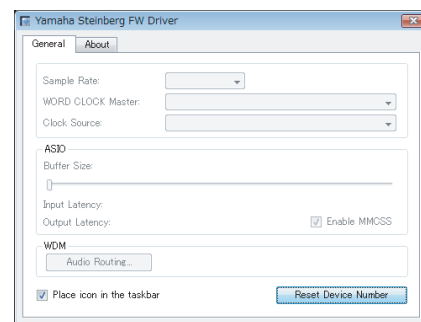 Yamaha Steinberg FW Driver
General
About
Sample Rate:
WORD CLOCK Master:
Clock Source:
ASIO
Buffer Size:
Input Latency:
Output Latency:
Enable MMCSS
WDM
Audio Routing...
Place icon in the taskbar
Reset Device Number